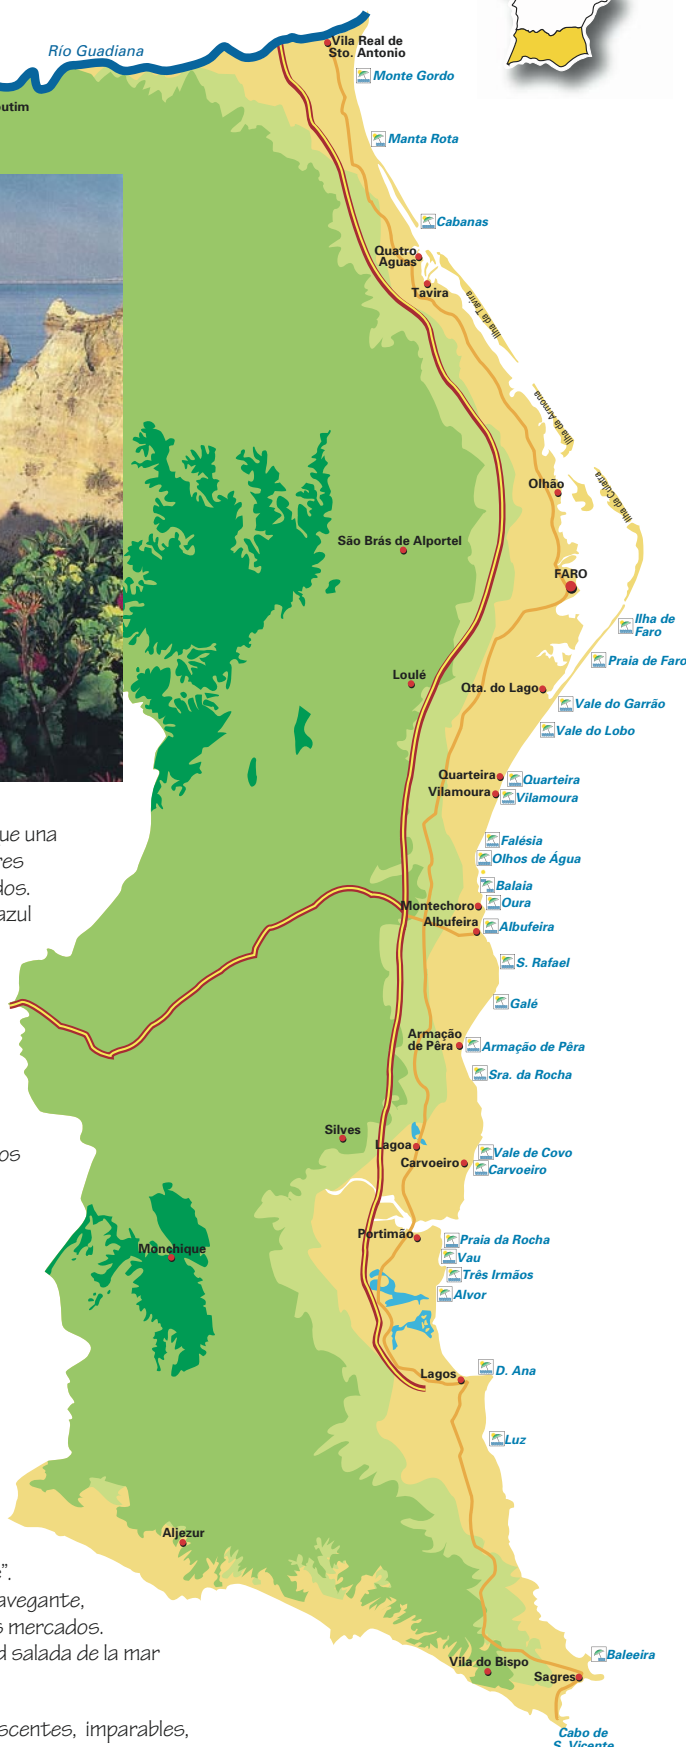 Río Guadiana
Vila Real de
Sto. Antonio
Monte Gordo
utim
Manta Rota
Cabanas
Quatro
Aguas
Tavira
Ilha da Tavira
Ilha da Armona
Ilha da Culatra
Olhão
São Brás de Alportel
FARO
Ilha de
Faro
Praia de Faro
Loulé
Qta. do Lago
Vale do Garrão
Vale do Lobo
Quarteira
Quarteira
Vilamoura
Vilamoura
ue una
res
dos.
azul
Falésia
Olhos de Água
Balaia
Montechoro
Oura
Albufeira
Albufeira
S. Rafael
Galé
Armação
de Pêra
Armação de Pêra
Sra. da Rocha
Silves
Lagoa
os
Vale de Covo
Carvoeiro
Carvoeiro
Portimão
Praia da Rocha
Monchique
Vau
Três Irmãos
Alvor
Lagos
D. Ana
Luz
Aljezur
”.
avegante,
s mercados.
d salada de la mar
Vila do Bispo
Baleeira
Sagres
scentes, imparables,
Cabo de
S. Vicente